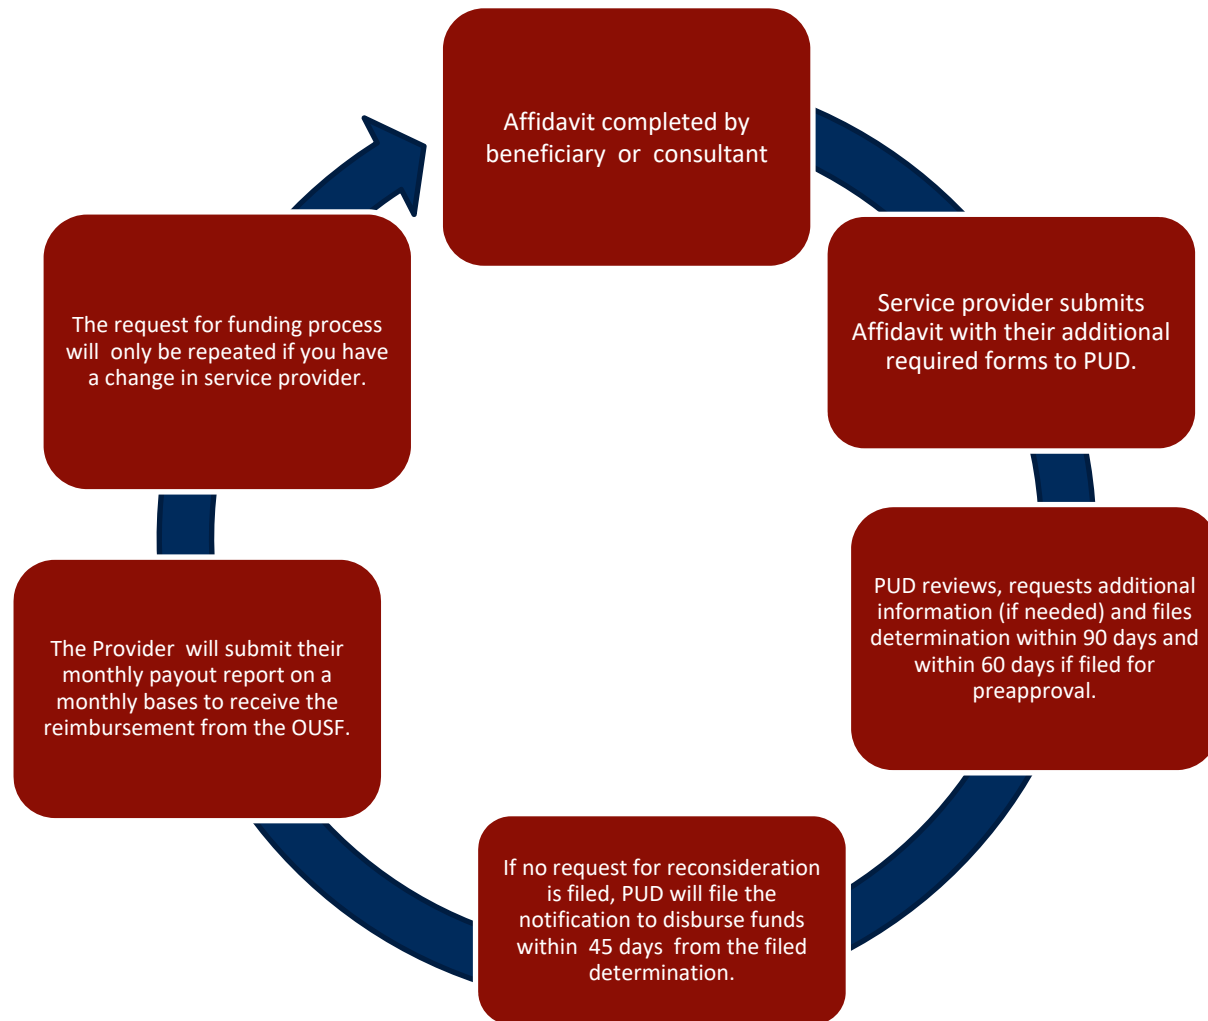 Affidavit completed by
beneficiary or consultant
Service provider submits
Affidavit with their additional
required forms to PUD.
PUD reviews, requests additional
information (if needed) and files
determination within 90 days and
within 60 days if filed for
preapproval.
If no request for reconsideration
is filed, PUD will file the
notification to disburse funds
within 45 days from the filed
determination.
The Provider will submit their
monthly payout report on a
monthly bases to receive the
reimbursement from the OUSF.
The request for funding process
will only be repeated if you have
a change in service provider.